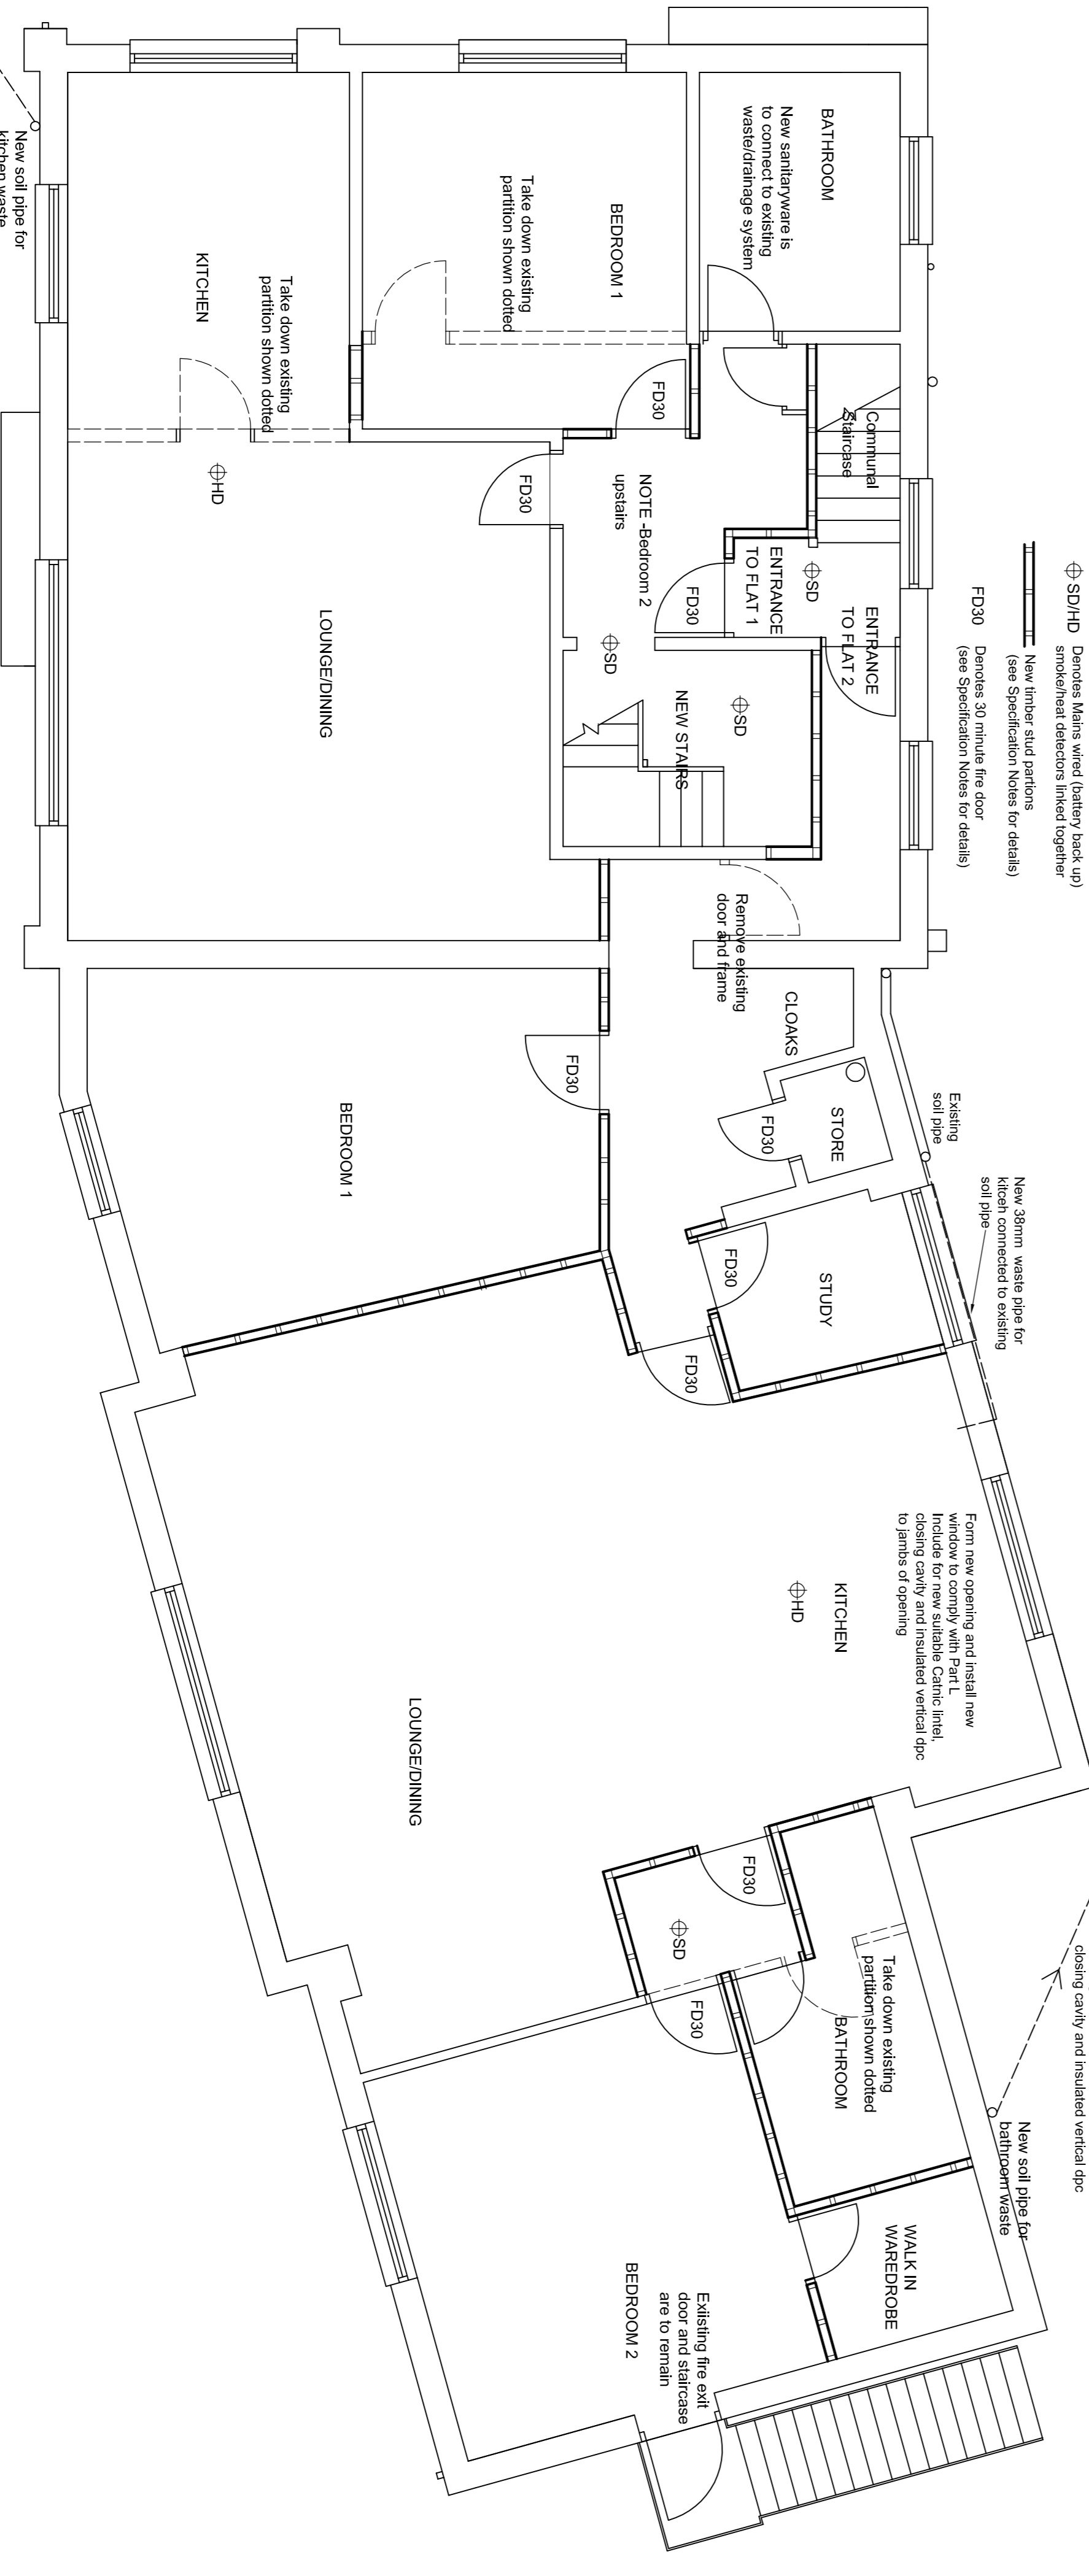 SD/HD
Denotes Mains wired (battery back up)
smoke/heat detectors linked together
New timber stud partions
(see Specification Notes for details)
FD30
Denotes 30 minute fire door
(see Specification Notes for details)
BATHROOM
New sanitaryware is
to connect to existing
waste/drainage system
Communal
Staircase
ENTRANCE
TO FLAT 2
SD
ENTRANCE
TO FLAT 1
FD30
BEDROOM 1
Take down existing
partition shown dotted
FD30
NOTE -Bedroom 2
upstairs
SD
SD
NEW STAIRS
FD30
KITCHEN
Take down existing
partition shown dotted
HD
LOUNGE/DINING
New soil pipe for
kitchen waste
Remove existing
door and frame
CLOAKS
STORE
FD30
Existing
soil pipe
New 38mm waste pipe for
kitceh connected to existing
soil pipe
FD30
BEDROOM 1
STUDY
FD30
FD30
Form new opening and install new
window to comply with Part L
Include for new suitable Catnic lintel,
closing cavity and insulated vertical dpc
to jambs of opening
KITCHEN
HD
LOUNGE/DINING
FD30
SD
FD30
Take down existing
partition shown dotted
BATHROOM
closing cavity and insulated vertical dpc
New soil pipe for
bathroom waste
WALK IN
WAREDROBE
BEDROOM 2
Exiisting fire exit
door and staircase
are to remain